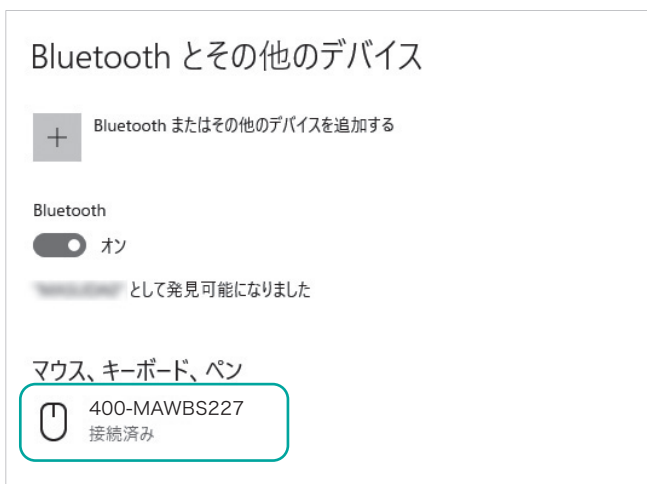 Bluetooth とその他のデバイス
Bluetooth またはその他のデバイスを追加する
Bluetooth
オン
として発見可能になりました
マウス、キーボード、ペン
400-MAWBS227
接続済み